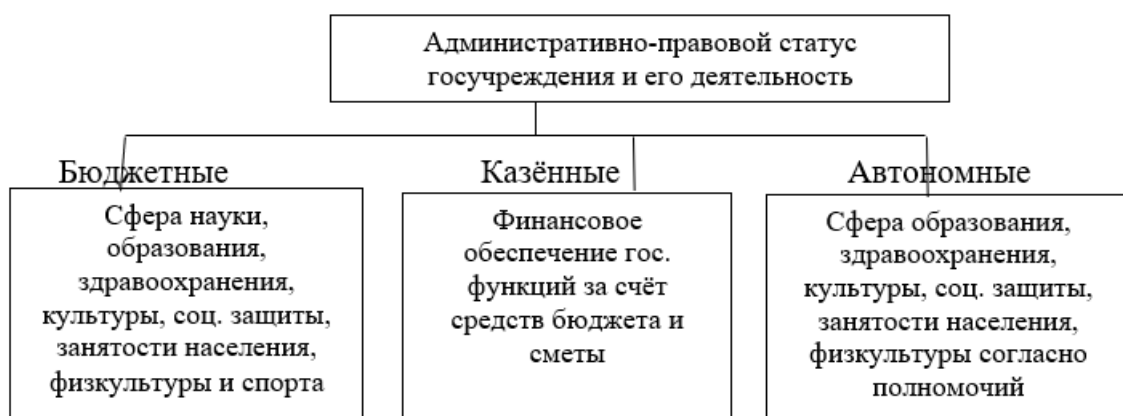 Административно-правовой статус
госучреждения и его деятельность
Бюджетные
Казённые
Автономные
Сфера науки,
образования,
здравоохранения,
культуры, соц. защиты,
занятости населения,
физкультуры и спорта
Финансовое
обеспечение гос.
функций за счёт
средств бюджета и
сметы
Сфера образования,
здравоохранения,
культуры, соц. защиты,
занятости населения,
физкультуры согласно
полномочий